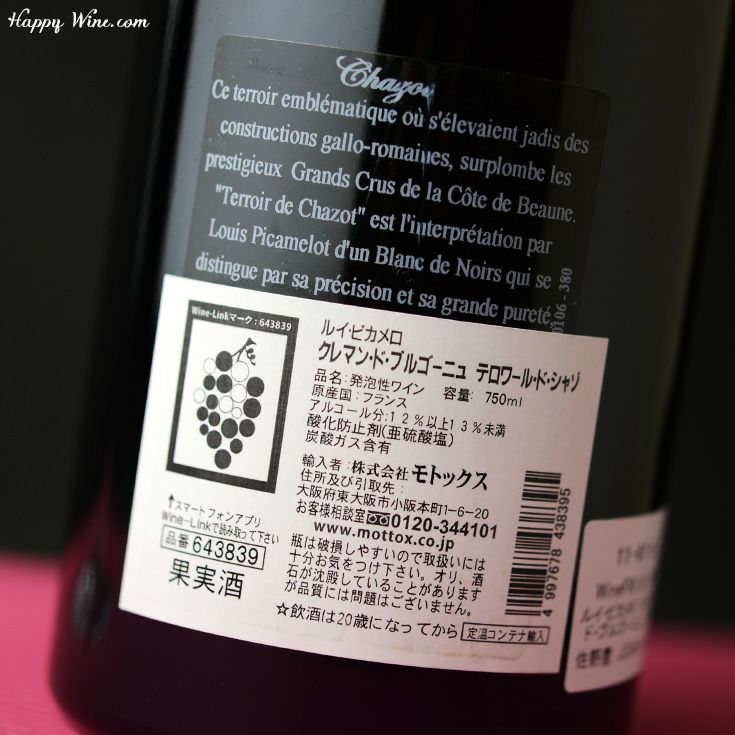 Happy Wine.com
Chazot
Ce terroir emblématique où s'élevaient jadis des
constructions gallo-romaines, surplombe les
prestigieux Grands Crus de la Côte de Beaune.
"Terroir de Chazot" est l'interprétation par
Louis Picamelot d'un Blanc de Noirs qui se
distingue par sa précision et sa grande pureté.
0106-380
Wine-Linkマーク:643839
↑スマートフォンアプリ
Wine-Linkで読み取って下さい
品番 643839
果実酒
ルイ・ピカメロ
クレマン・ド・ブルゴーニュ テロワール・ド・シャゾ
品名:発泡性ワイン 容量: 750ml
原産国:フランス
アルコール分:12%以上13%未満
酸化防止剤(亜硫酸塩)
炭酸ガス含有
輸入者:株式会社 モトックス
住所及び引取先:
大阪府東大阪市小阪本町1-6-20
お客様相談室 0120-344101
www.mottox.co.jp
瓶は破損しやすいので取扱いには
十分お気をつけ下さい。オリ、酒
石が沈殿していることがあります
が品質には問題はございません。
☆飲酒は20歳になってから 定温コンテナ輸入
4 997678 438395
ルイ・ピカメロ
ド・ブルゴー